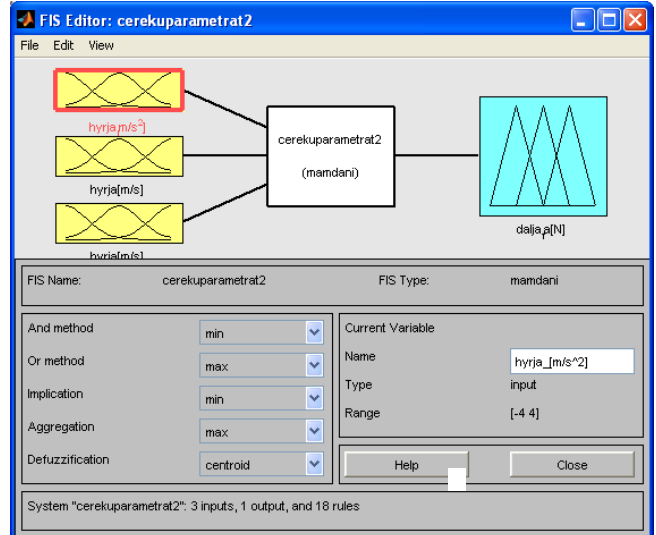 FIS Editor: cerekuparametrat2
File Edit View
hyrja[m/s²]
cerekuparametrat2
(mamdani)
hyrja[m/s]
hyrja[m/s]
dalja_fa[N]
FIS Name: cerekuparametrat2 FIS Type: mamdani
And method min
Or method max
Implication min
Aggregation max
Defuzzification centroid
Current Variable
Name hyrja_[m/s^2]
Type input
Range [-4 4]
Help Close
System "cerekuparametrat2": 3 inputs, 1 output, and 18 rules